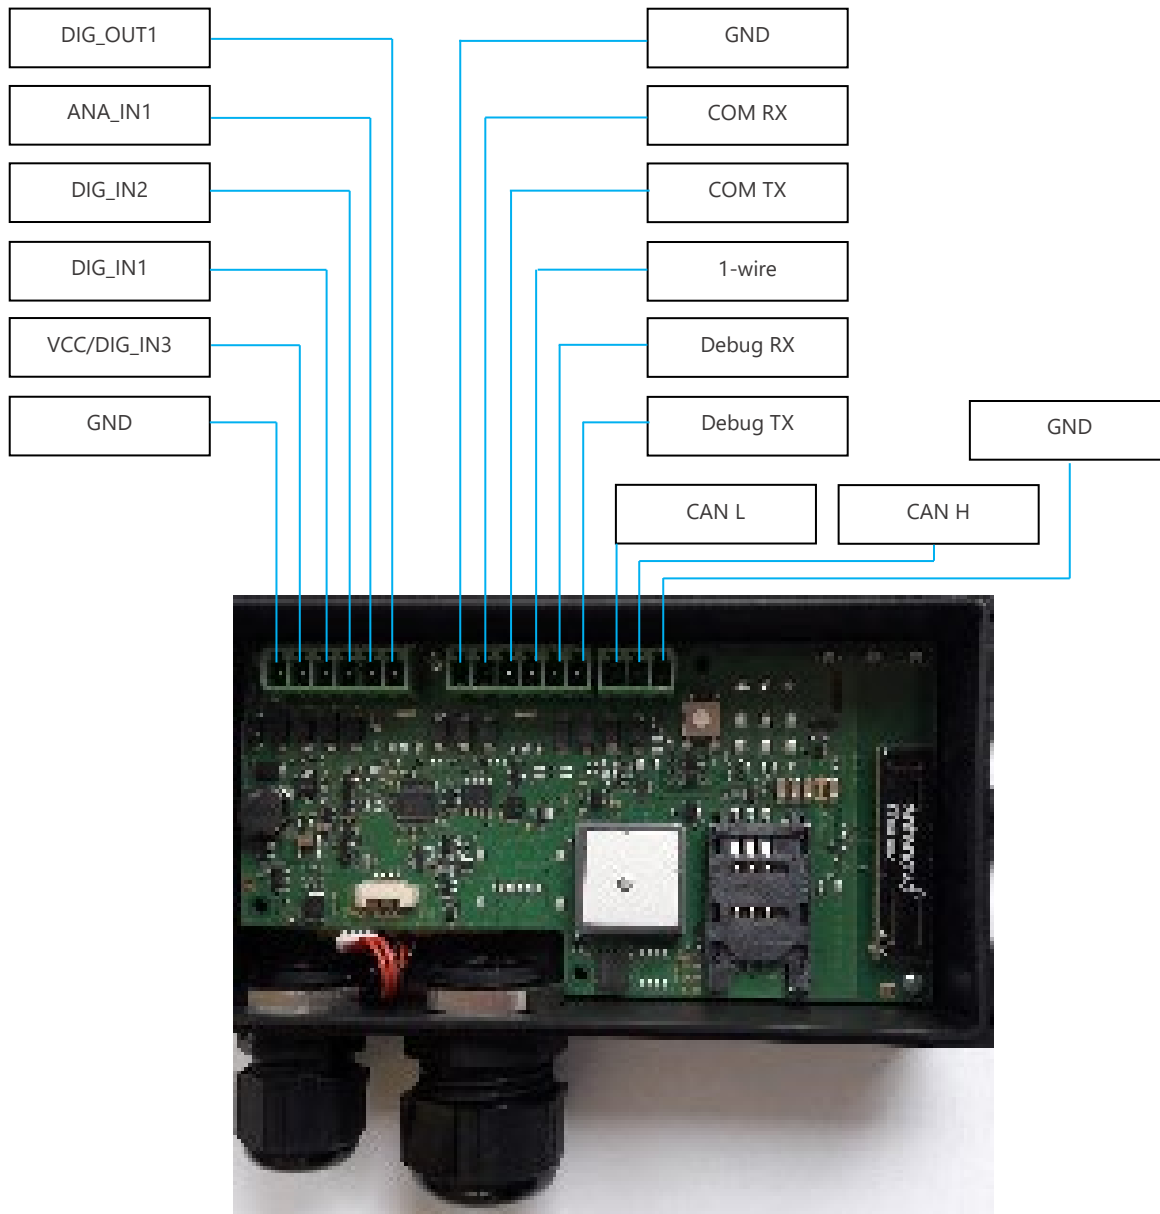 DIG_OUT1
GND
ANA_IN1
COM RX
DIG_IN2
COM TX
DIG_IN1
1-wire
VCC/DIG_IN3
Debug RX
GND
Debug TX
GND
CAN L
CAN H